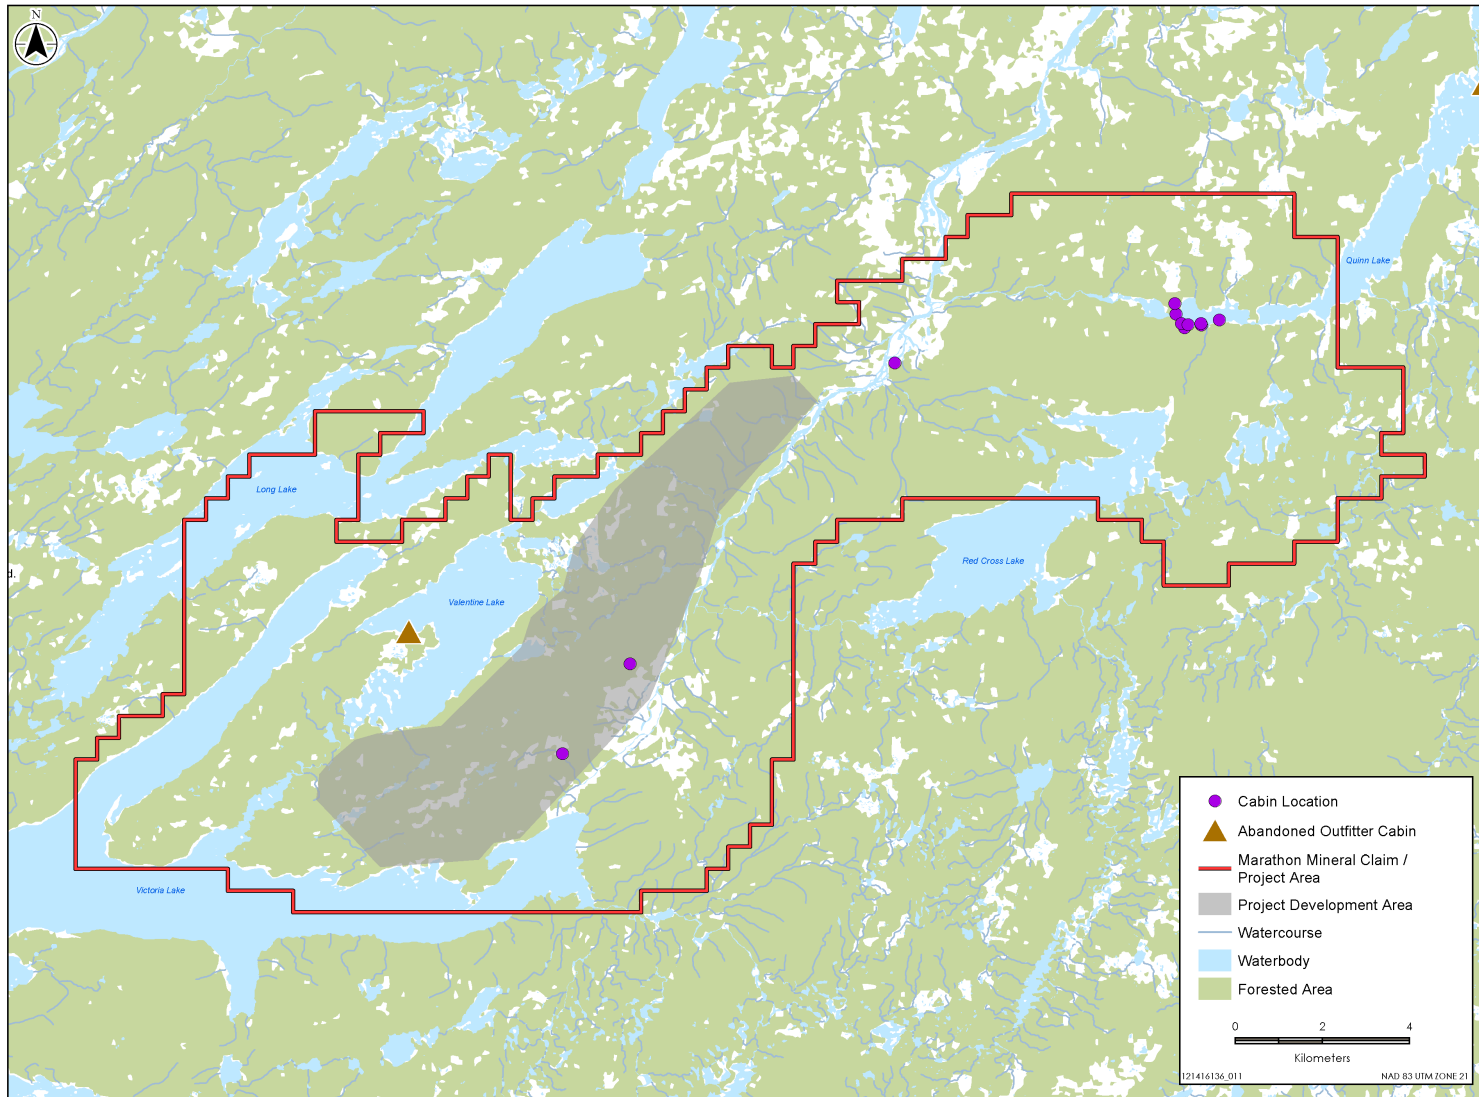 N
Quinn Lake
Long Lake
Red Cross Lake
d.
Valentine Lake
Victoria Lake
Cabin Location
Abandoned Outfitter Cabin
Marathon Mineral Claim /
Project Area
Project Development Area
Watercourse
Waterbody
Forested Area
0 2 4
Kilometers
121416136_011 NAD 83 UTM ZONE 21